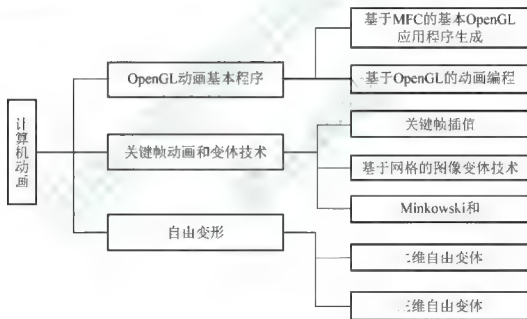 计算机动画
OpenGL动画基本程序
关键帧动画和变体技术
自由变形
基于MFC的基本OpenGL
应用程序生成
基于OpenGL的动画编程
关键帧插信
基于网格的图像变体技术
Minkowski和
维自由变体
维自由变体